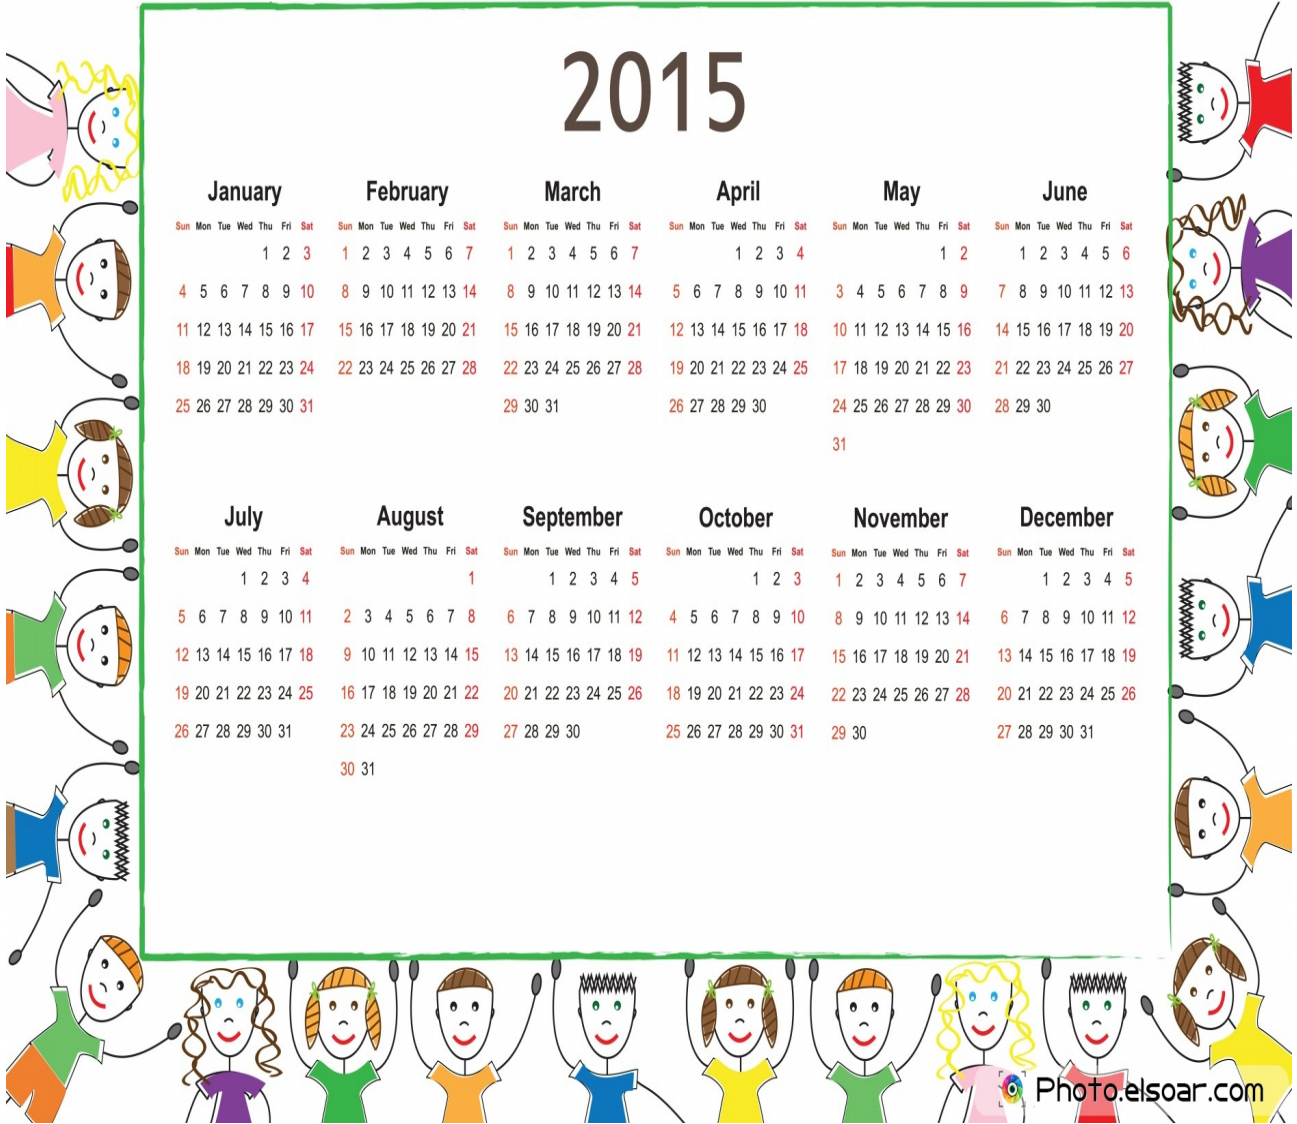 2015
January February March April May June
Sun Mon Tue Wed Thu Fri Sat Sun Mon Tue Wed Thu Fri Sat Sun Mon Tue Wed Thu Fri Sat Sun Mon Tue Wed Thu Fri Sat Sun Mon Tue Wed Thu Fri Sat Sun Mon Tue Wed Thu Fri Sat
1 2 3 1 2 3 4 5 6 7 1 2 3 4 5 6 7 1 2 3 4 1 2 1 2 3 4 5 6
4 5 6 7 8 9 10 8 9 10 11 12 13 14 8 9 10 11 12 13 14 5 6 7 8 9 10 11 3 4 5 6 7 8 9 7 8 9 10 11 12 13
11 12 13 14 15 16 17 15 16 17 18 19 20 21 15 16 17 18 19 20 21 12 13 14 15 16 17 18 10 11 12 13 14 15 16 14 15 16 17 18 19 20
18 19 20 21 22 23 24 22 23 24 25 26 27 28 22 23 24 25 26 27 28 19 20 21 22 23 24 25 17 18 19 20 21 22 23 21 22 23 24 25 26 27
25 26 27 28 29 30 31 29 30 31 26 27 28 29 30 24 25 26 27 28 29 30 28 29 30
31
July August September October November December
Sun Mon Tue Wed Thu Fri Sat Sun Mon Tue Wed Thu Fri Sat Sun Mon Tue Wed Thu Fri Sat Sun Mon Tue Wed Thu Fri Sat Sun Mon Tue Wed Thu Fri Sat Sun Mon Tue Wed Thu Fri Sat
1 2 3 4 1 1 2 3 4 5 1 2 3 1 2 3 4 5 6 7 1 2 3 4 5
5 6 7 8 9 10 11 2 3 4 5 6 7 8 6 7 8 9 10 11 12 4 5 6 7 8 9 10 8 9 10 11 12 13 14 6 7 8 9 10 11 12
12 13 14 15 16 17 18 9 10 11 12 13 14 15 13 14 15 16 17 18 19 11 12 13 14 15 16 17 15 16 17 18 19 20 21 13 14 15 16 17 18 19
19 20 21 22 23 24 25 16 17 18 19 20 21 22 20 21 22 23 24 25 26 18 19 20 21 22 23 24 22 23 24 25 26 27 28 20 21 22 23 24 25 26
26 27 28 29 30 31 23 24 25 26 27 28 29 27 28 29 30 25 26 27 28 29 30 31 29 30 27 28 29 30 31
30 31
Photo.elsoar.com